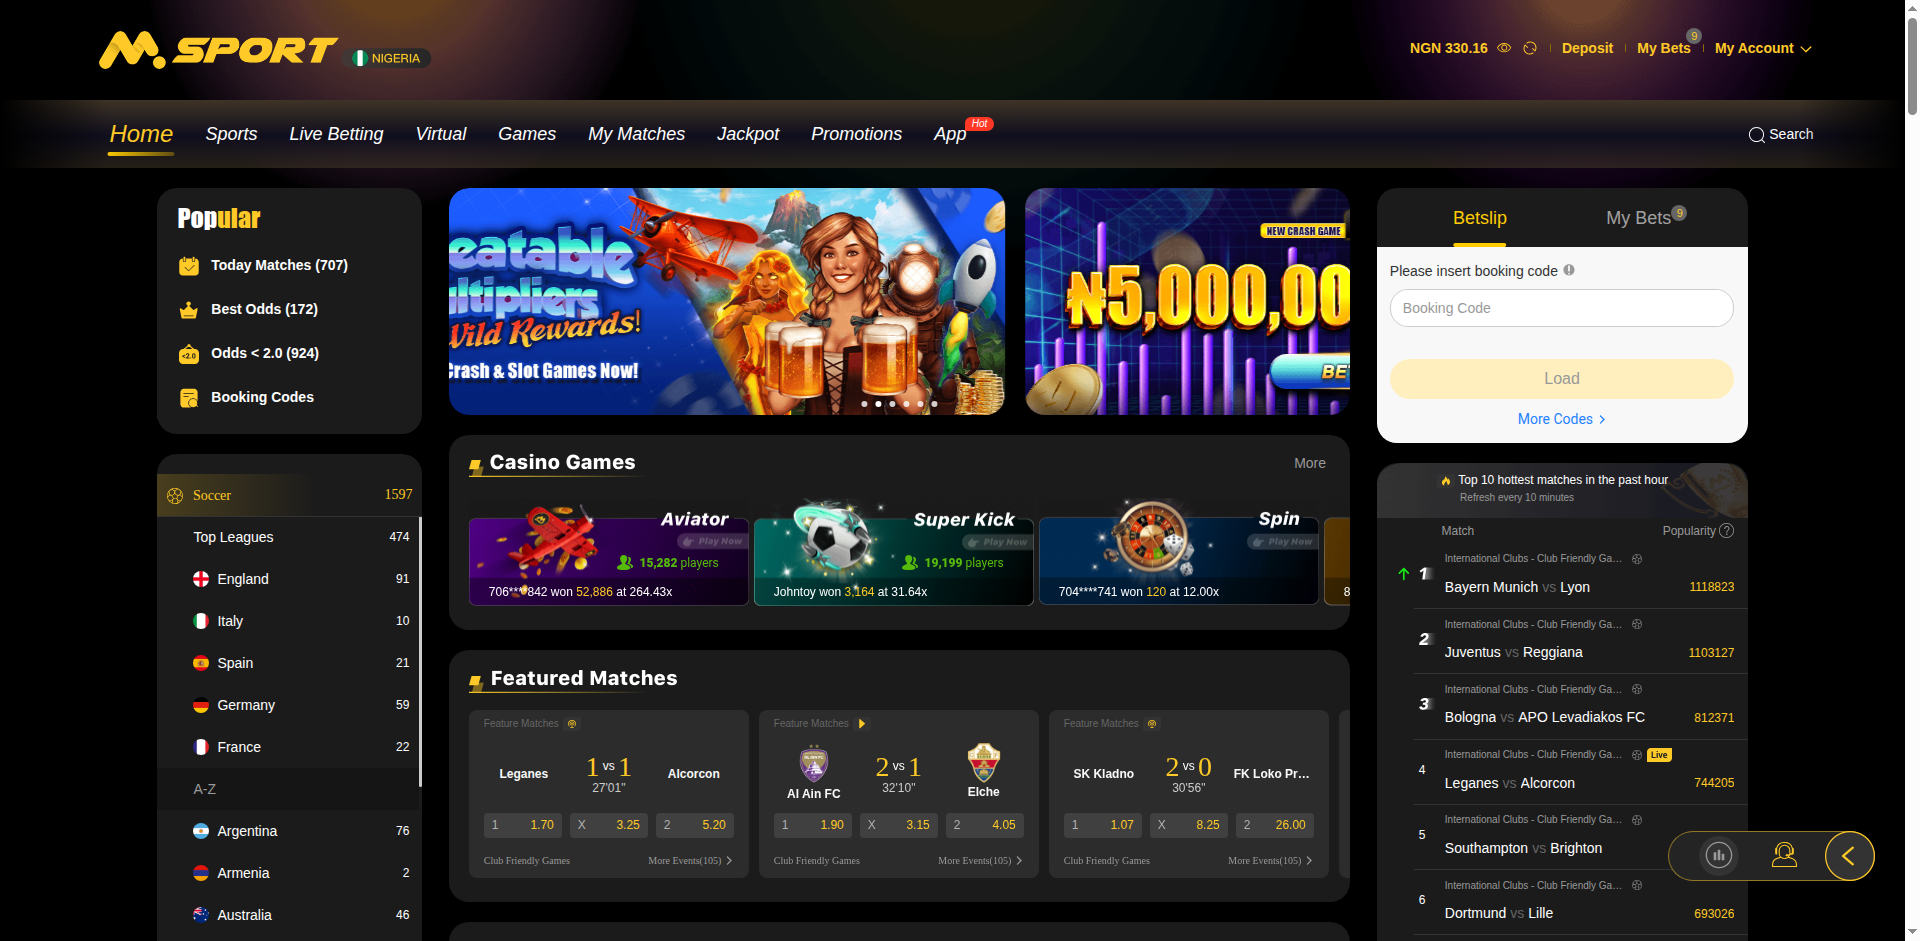 M.SPORT
NIGERIA
NGN 330.16
Deposit
My Bets
9
My Account
Home
Sports
Live Betting
Virtual
Games
My Matches
Jackpot
Promotions
App
Hot
Search
Popular
Today Matches (707)
Best Odds (172)
<2.0
Odds < 2.0 (924)
Booking Codes
Soccer 1597
Top Leagues 474
England 91
Italy 10
Spain 21
Germany 59
France 22
A-Z
Argentina 76
Armenia 2
Australia 46
eatable
ultipliers
Wild Rewards!
Crash & Slot Games Now!
NEW CRASH GAME
₦5,000,00
BE
Casino Games
More
Aviator
Play Now
15,282 players
706****842 won 52,886 at 264.43x
Super Kick
Play Now
19,199 players
Johntoy won 3,164 at 31.64x
Spin
Play Now
704****741 won 120 at 12.00x
8
Featured Matches
Feature Matches
Leganes 1 vs 1 Alcorcon
27'01"
1 1.70 X 3.25 2 5.20
Club Friendly Games More Events(105)
Feature Matches
Al Ain FC 2 vs 1 Elche
32'10"
1 1.90 X 3.15 2 4.05
Club Friendly Games More Events(105)
Feature Matches
SK Kladno 2 vs 0 FK Loko Pr...
30'56"
1 1.07 X 8.25 2 26.00
Club Friendly Games More Events(105)
Betslip
My Bets
9
Please insert booking code
Booking Code
Load
More Codes
Top 10 hottest matches in the past hour
Refresh every 10 minutes
Match Popularity ?
International Clubs - Club Friendly Ga...
1 Bayern Munich vs Lyon 1118823
International Clubs - Club Friendly Ga...
2 Juventus vs Reggiana 1103127
International Clubs - Club Friendly Ga...
3 Bologna vs APO Levadiakos FC 812371
International Clubs - Club Friendly Ga... Live
4 Leganes vs Alcorcon 744205
International Clubs - Club Friendly Ga...
5 Southampton vs Brighton
International Clubs - Club Friendly Ga...
6 Dortmund vs Lille 693026